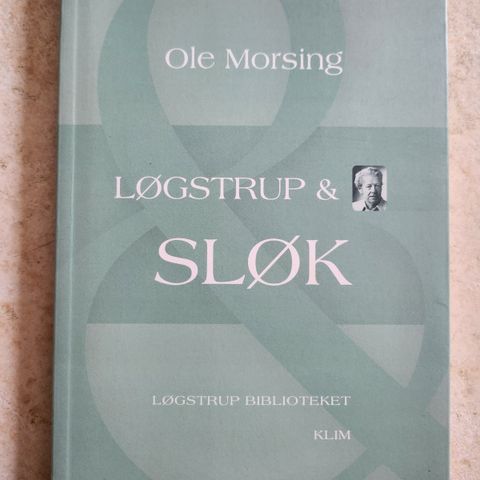 Ole Morsing
LØGSTRUP &
SLØK
LØGSTRUP BIBLIOTEKET
KLIM